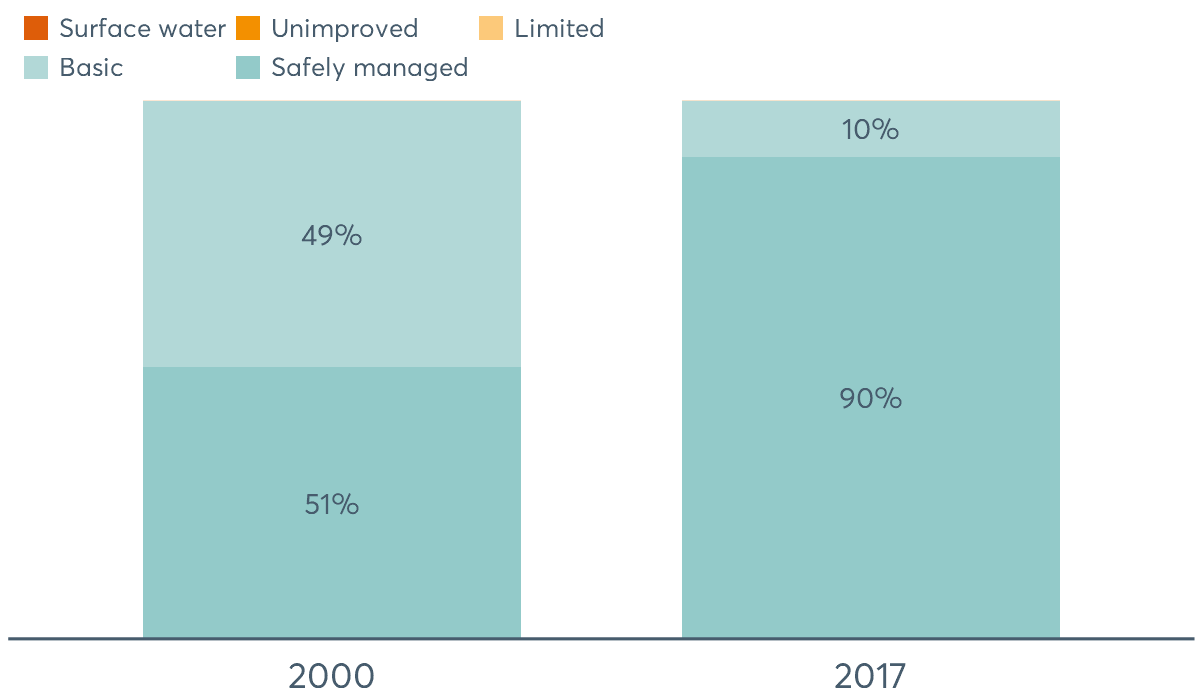 Surface water Unimproved Limited
Basic Safely managed
10%
49%
90%
51%
2000 2017